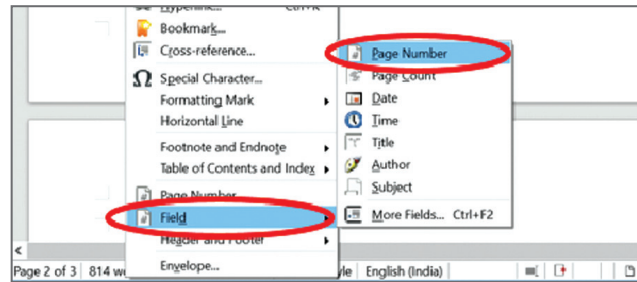 Hyperlink... Ctrl+K
Bookmark...
Cross-reference...
Special Character...
Formatting Mark
Horizontal Line
Footnote and Endnote
Table of Contents and Index
Page Number
Field
Header and Footer
Envelope...
Page Number
Page Count
Date
Time
Title
Author
Subject
More Fields... Ctrl+F2
Page 2 of 3 814 English (India)